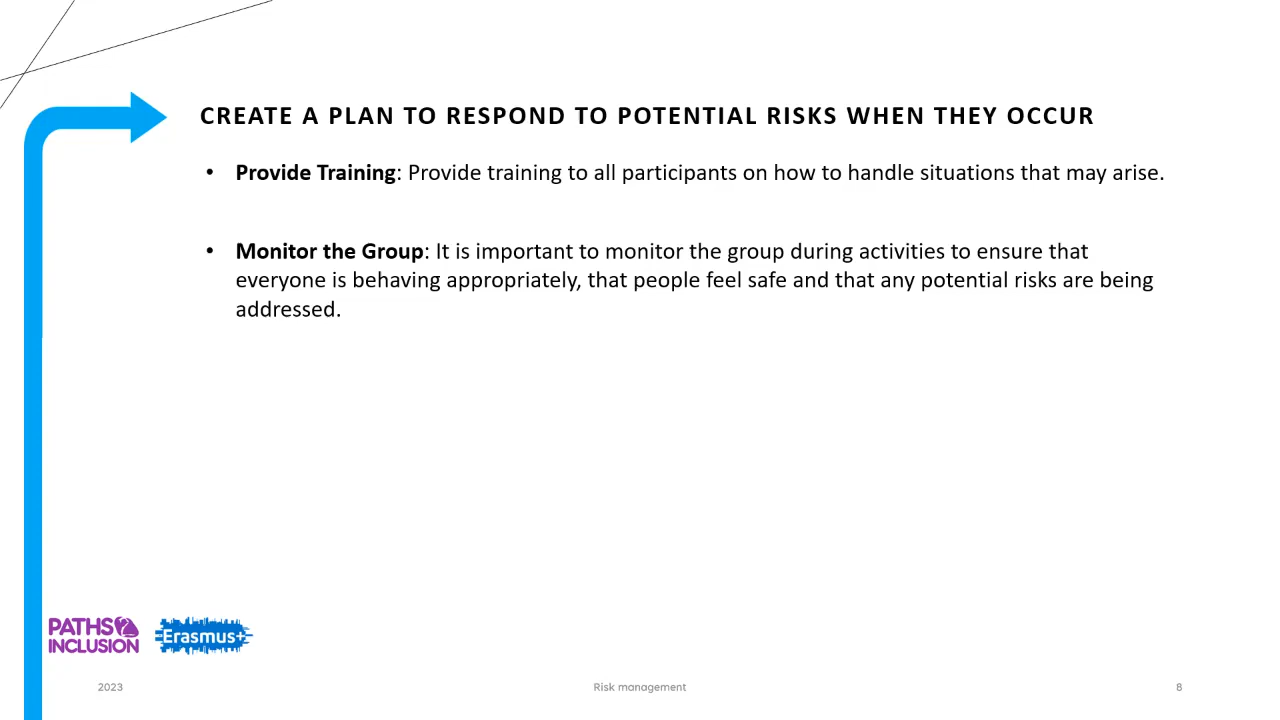 CREATE A PLAN TO RESPOND TO POTENTIAL RISKS WHEN THEY OCCUR
• Provide Training: Provide training to all participants on how to handle situations that may arise.
• Monitor the Group: It is important to monitor the group during activities to ensure that
everyone is behaving appropriately, that people feel safe and that any potential risks are being
addressed.
PATHS2
INCLUSION
Erasmus+
2023
Risk management
8